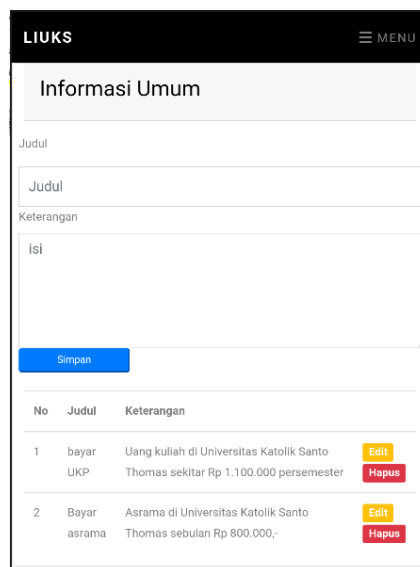 LIUKS
MENU
Informasi Umum
Judul
Judul
Keterangan
isi
Simpan
No Judul Keterangan
1 bayar Uang kuliah di Universitas Katolik Santo Edit
UKP Thomas sekitar Rp 1.100.000 persemester Hapus
2 Bayar Asrama di Universitas Katolik Santo Edit
asrama Thomas sebulan Rp 800.000,- Hapus